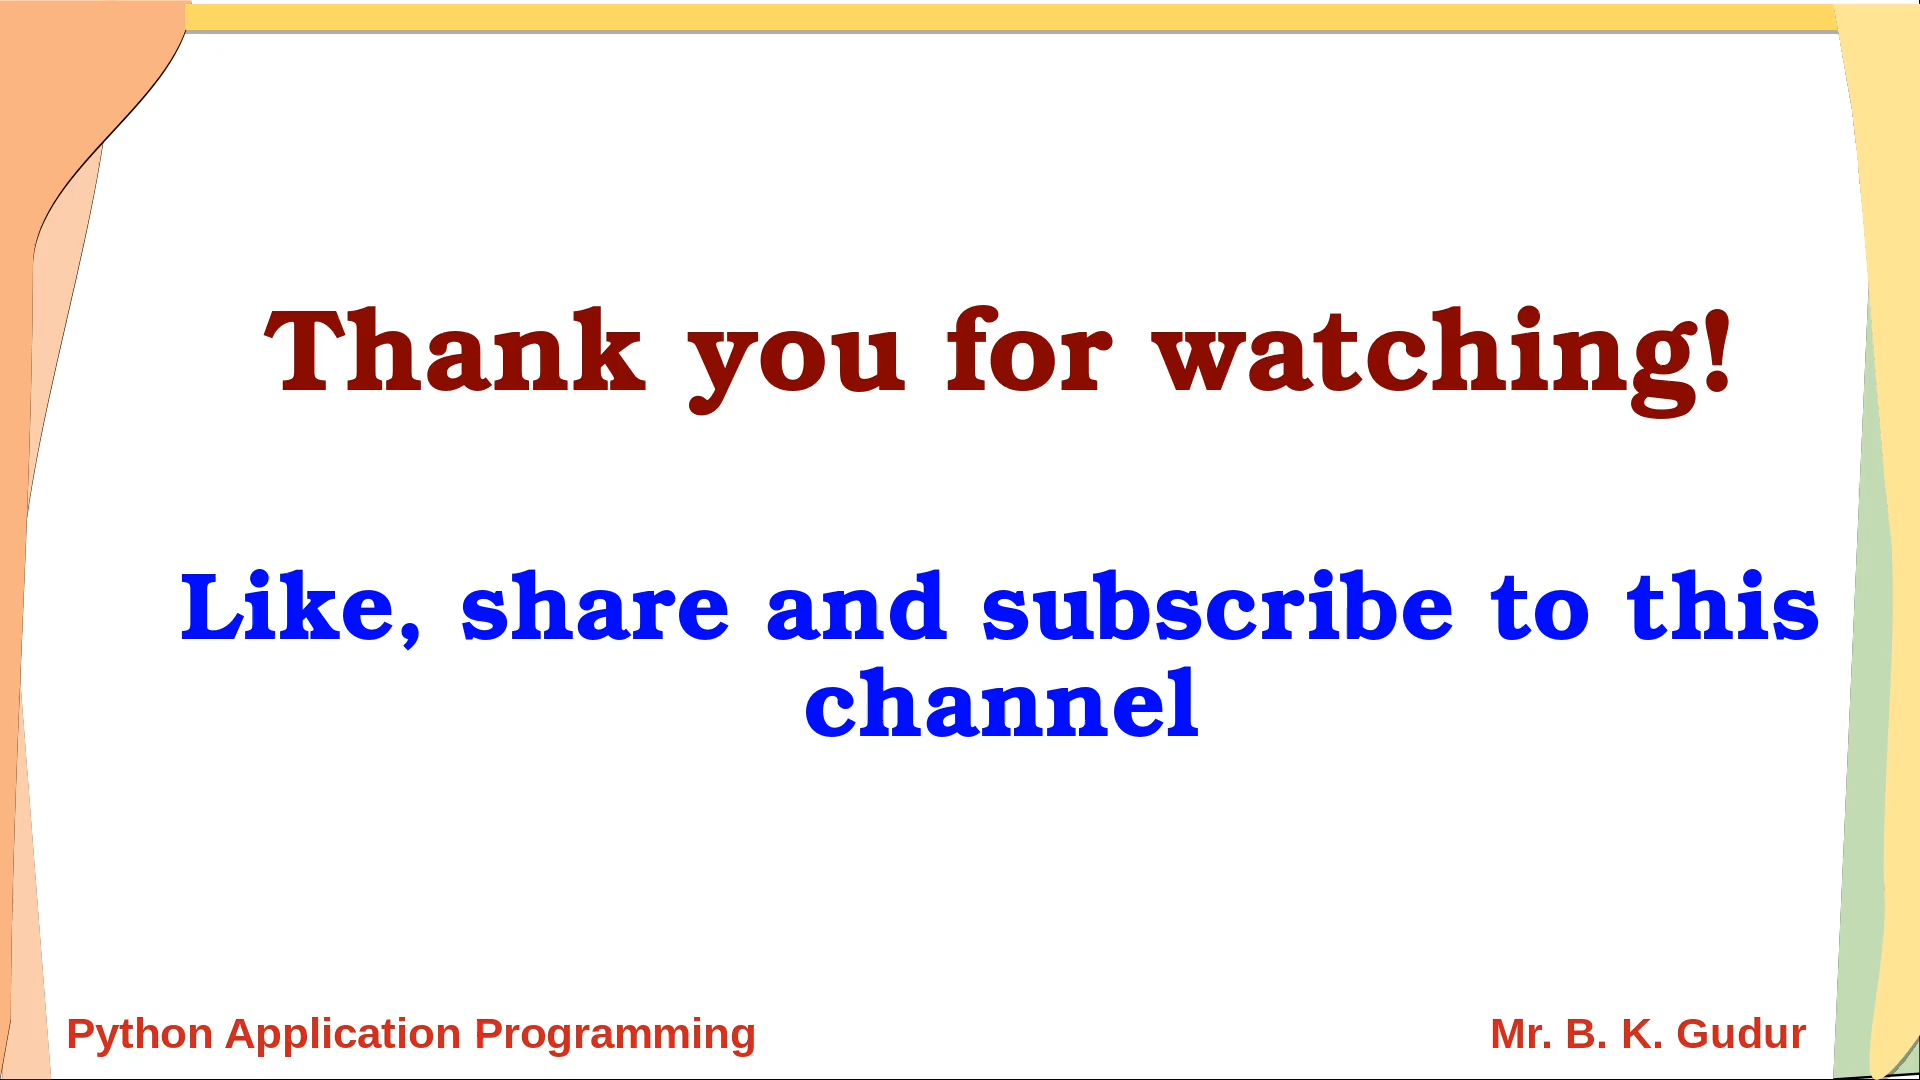 Thank you for watching!
Like, share and subscribe to this
channel
Python Application Programming
Mr. B. K. Gudur